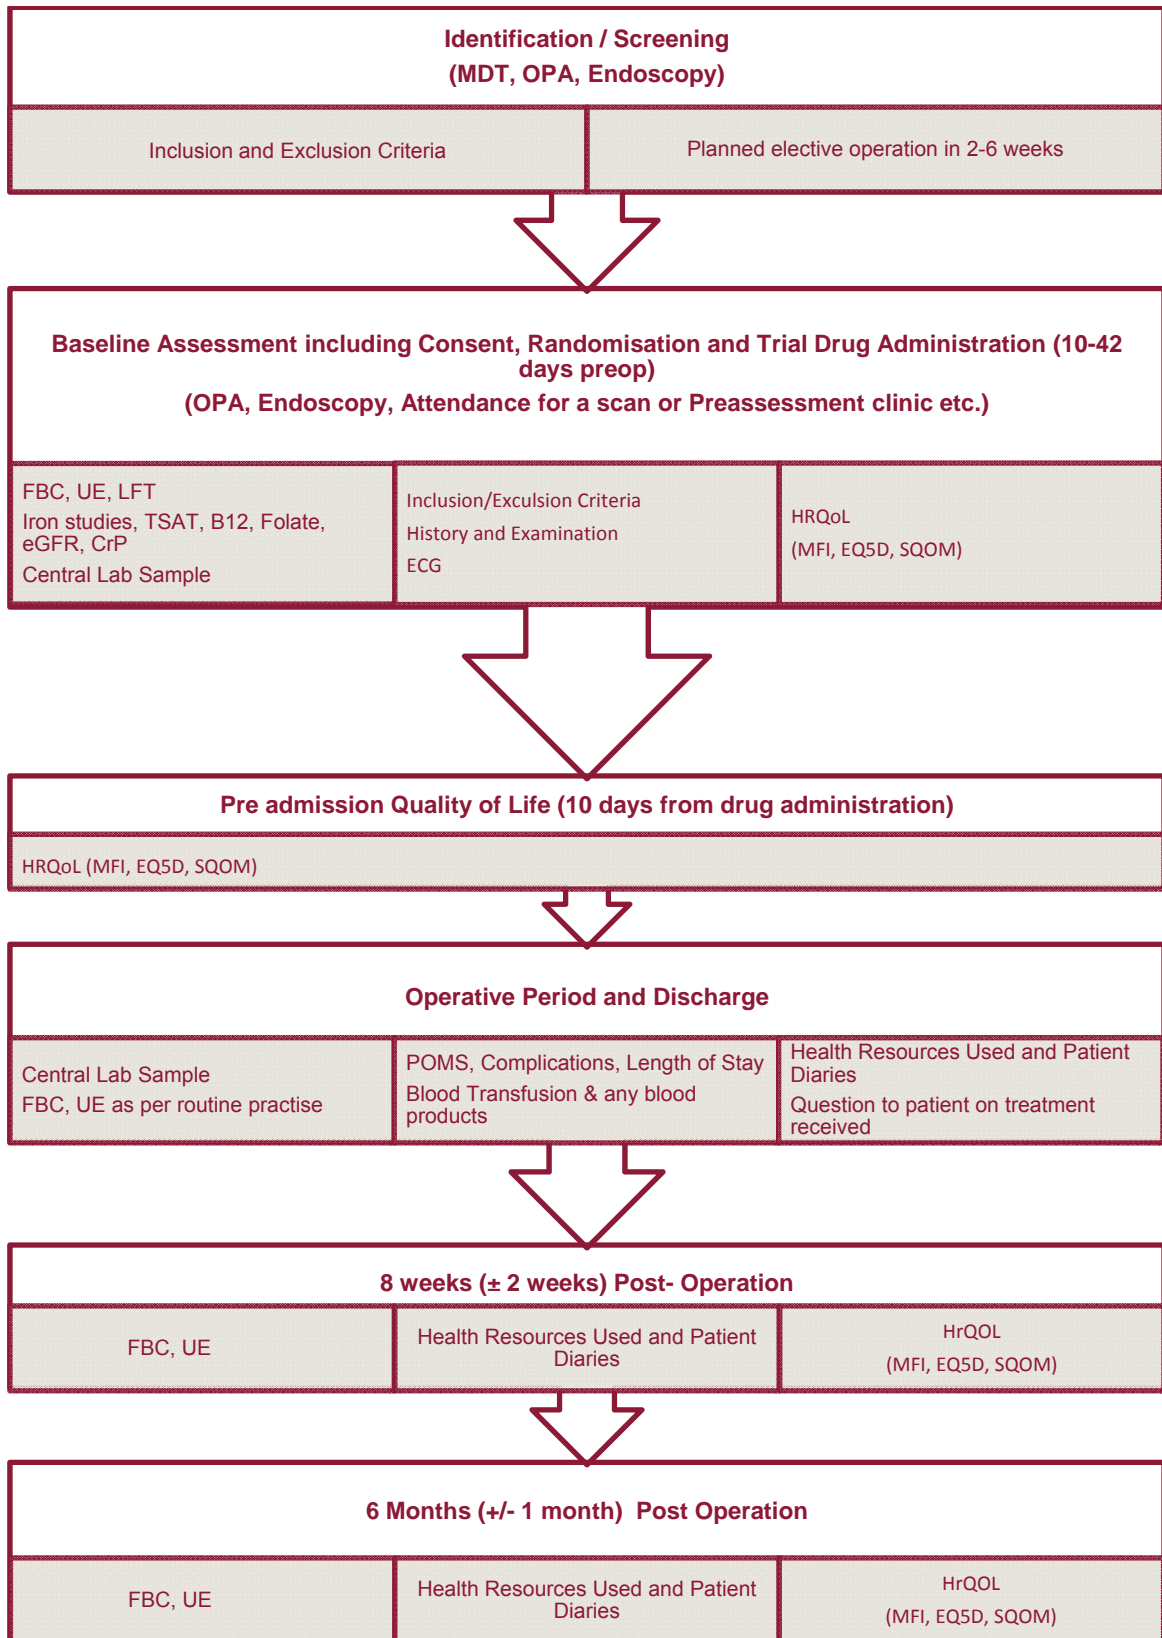 Identification / Screening
(MDT, OPA, Endoscopy)
Inclusion and Exclusion Criteria
Planned elective operation in 2-6 weeks
Baseline Assessment including Consent, Randomisation and Trial Drug Administration (10-42
days preop)
(OPA, Endoscopy, Attendance for a scan or Preassessment clinic etc.)
FBC, UE, LFT
Iron studies, TSAT, B12, Folate,
eGFR, CrP
Central Lab Sample
Inclusion/Exculsion Criteria
History and Examination
ECG
HRQoL
(MFI, EQ5D, SQOM)
Pre admission Quality of Life (10 days from drug administration)
HRQoL (MFI, EQ5D, SQOM)
Operative Period and Discharge
Central Lab Sample
FBC, UE as per routine practise
POMS, Complications, Length of Stay
Blood Transfusion & any blood
products
Health Resources Used and Patient
Diaries
Question to patient on treatment
received
8 weeks (± 2 weeks) Post- Operation
FBC, UE
Health Resources Used and Patient
Diaries
HrQOL
(MFI, EQ5D, SQOM)
6 Months (+/- 1 month) Post Operation
FBC, UE
Health Resources Used and Patient
Diaries
HrQOL
(MFI, EQ5D, SQOM)